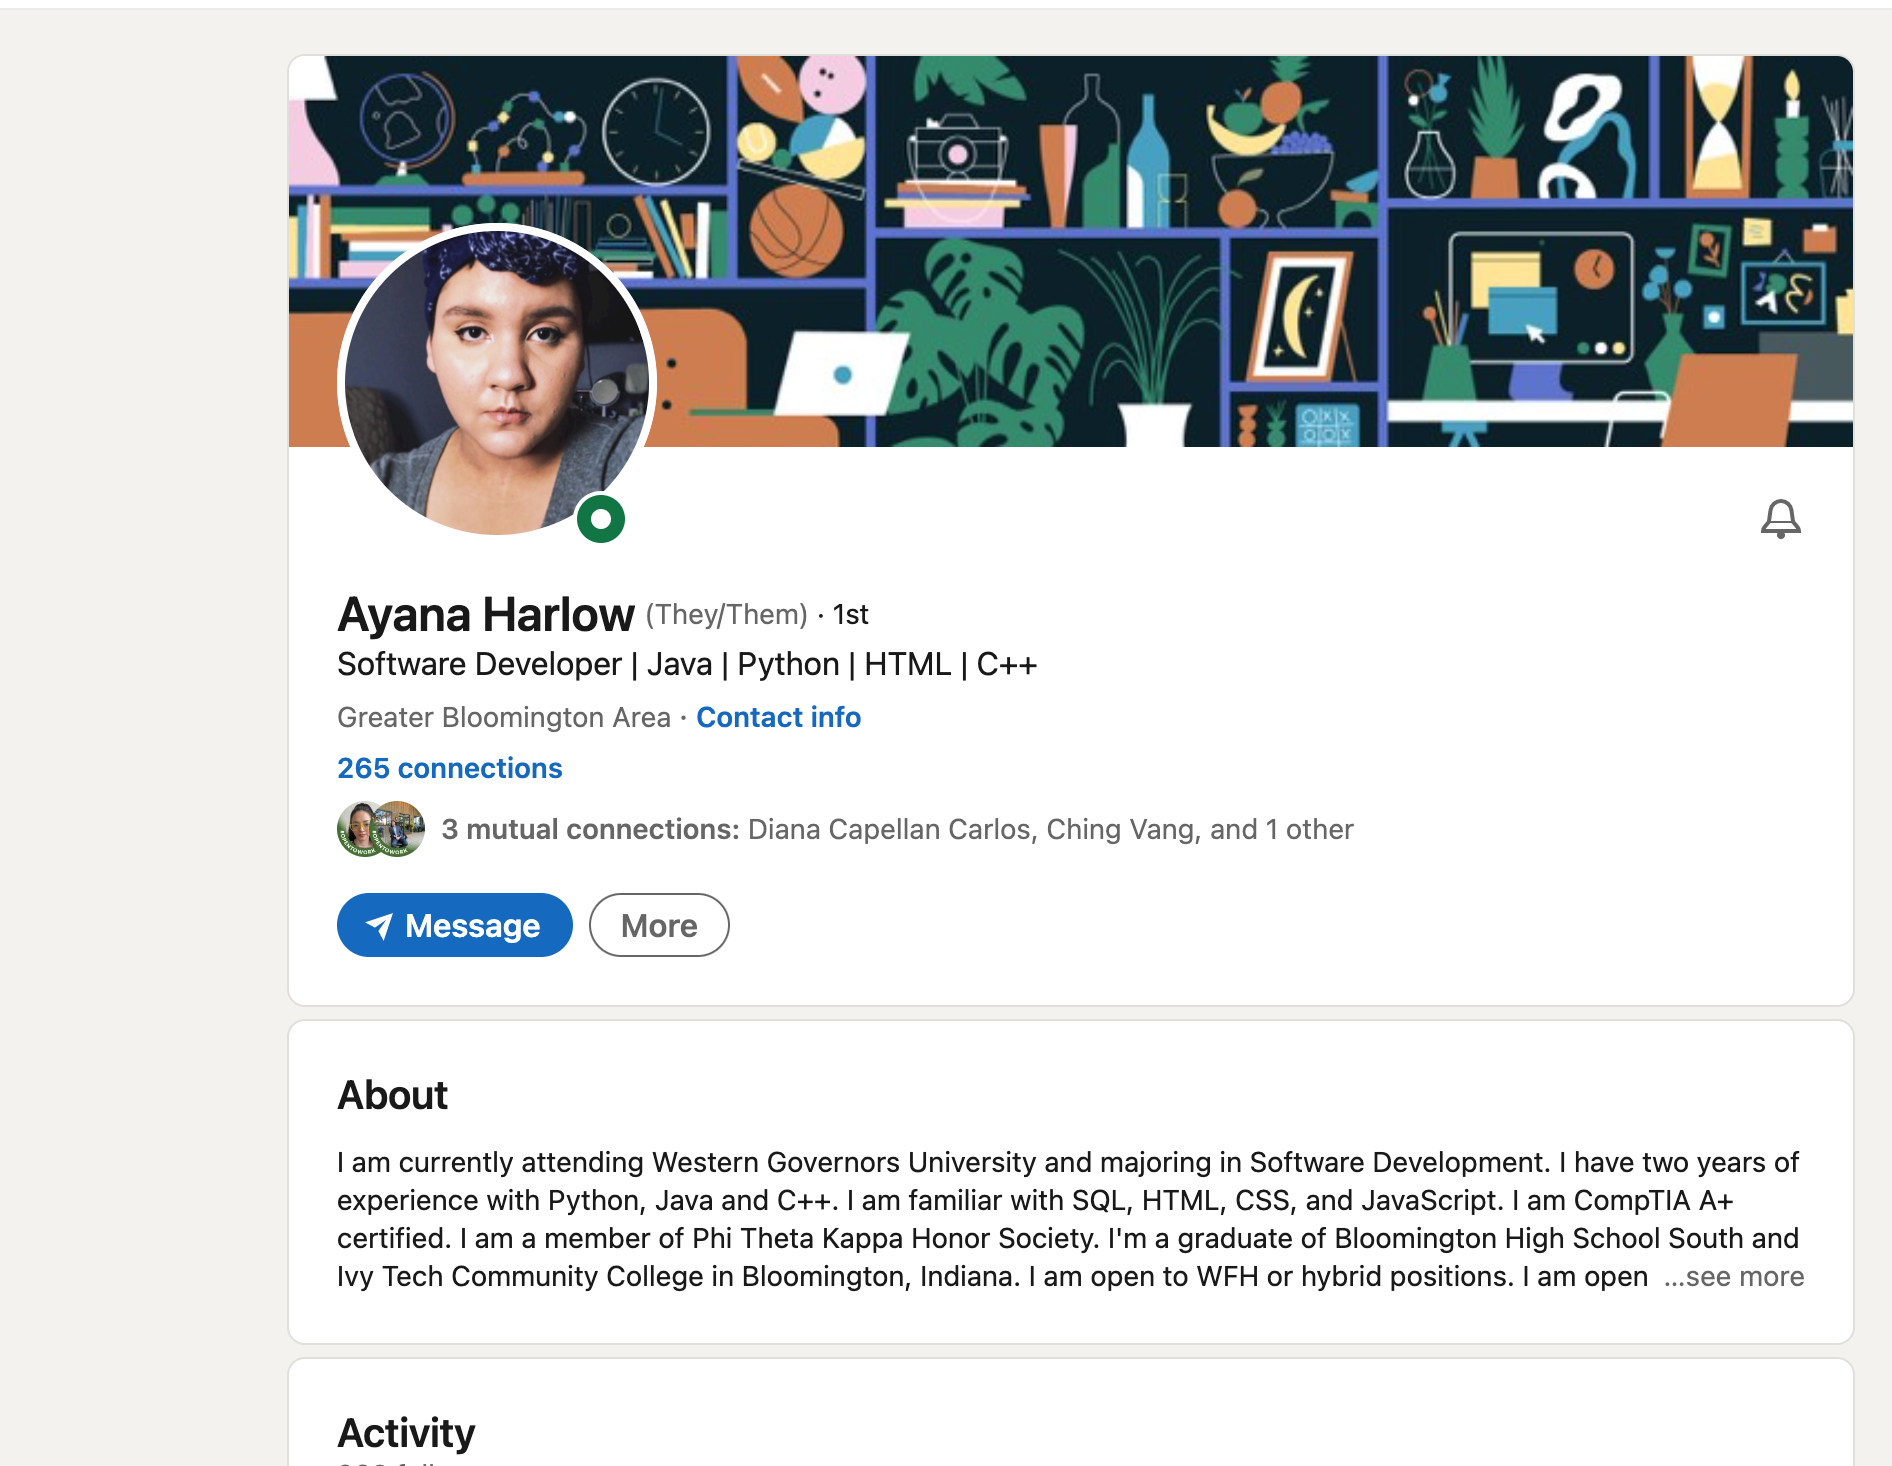 Ayana Harlow (They/Them) · 1st
Software Developer | Java | Python | HTML | C++
Greater Bloomington Area · Contact info
265 connections
3 mutual connections: Diana Capellan Carlos, Ching Vang, and 1 other
Message More
About
I am currently attending Western Governors University and majoring in Software Development. I have two years of
experience with Python, Java and C++. I am familiar with SQL, HTML, CSS, and JavaScript. I am CompTIA A+
certified. I am a member of Phi Theta Kappa Honor Society. I'm a graduate of Bloomington High School South and
Ivy Tech Community College in Bloomington, Indiana. I am open to WFH or hybrid positions. I am open ...see more
Activity